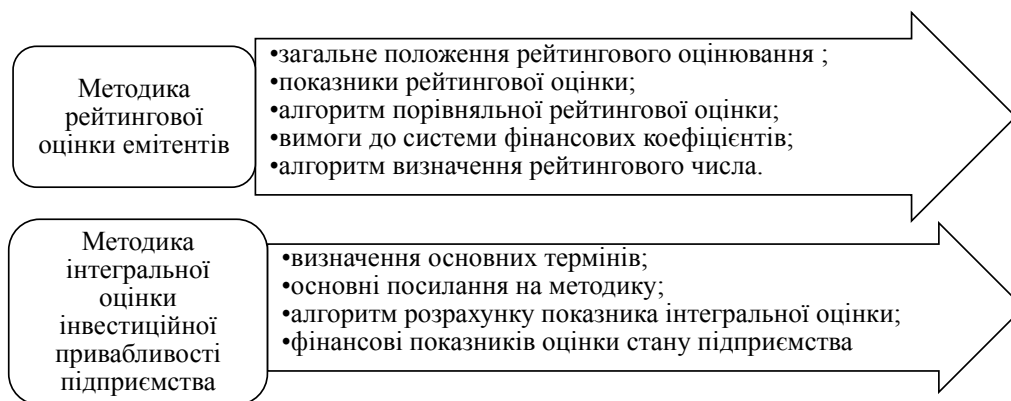 Методика
рейтингової
оцінки емітентів
•загальне положення рейтингового оцінювання ;
•показники рейтингової оцінки;
•алгоритм порівняльної рейтингової оцінки;
•вимоги до системи фінансових коефіцієнтів;
•алгоритм визначення рейтингового числа.
Методика
інтегральної
оцінки
інвестиційної
привабливості
підприємства
•визначення основних термінів;
•основні посилання на методику;
•алгоритм розрахунку показника інтегральної оцінки;
•фінансові показників оцінки стану підприємства